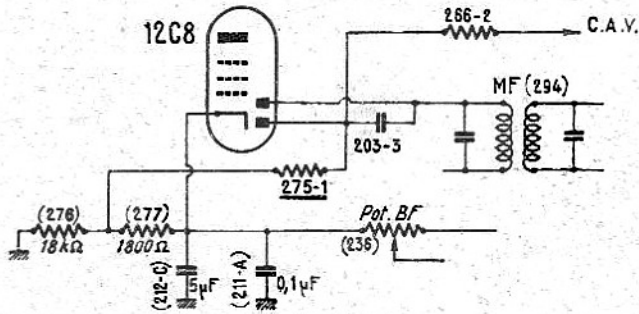 12C8
266-2
C.A.V.
MF (294)
203-3
275-1
(276)
18kΩ
(277)
1800Ω
Pot. BF
(236)
(212-C)
5µF
(211-A)
0,1µF